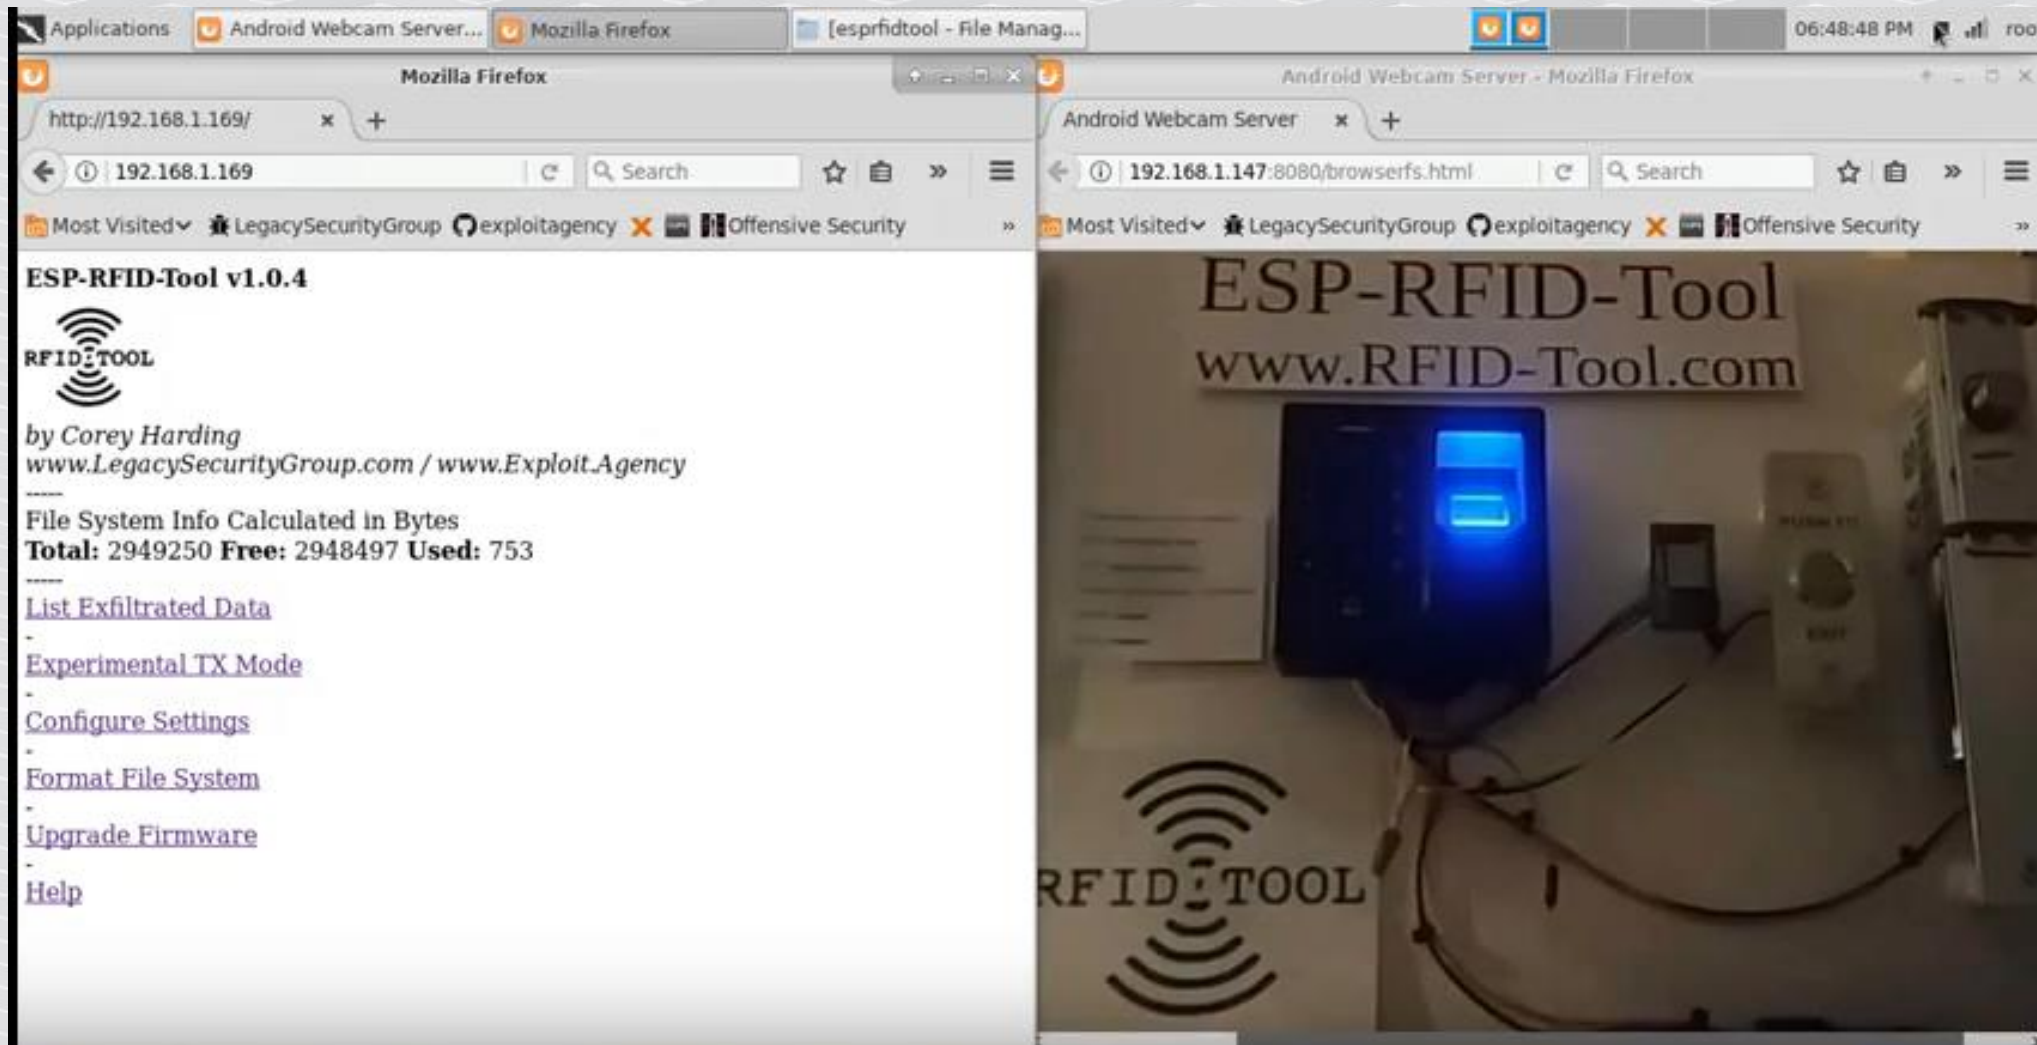 Applications
Android Webcam Server...
Mozilla Firefox
[esprfidtool - File Manag...
06:48:48 PM
roo
Mozilla Firefox
http://192.168.1.169/
192.168.1.169
Search
Most Visited
LegacySecurityGroup
exploitagency
Offensive Security
»
ESP-RFID-Tool v1.0.4
RFID-TOOL
by Corey Harding
www.LegacySecurityGroup.com / www.Exploit.Agency
-----
File System Info Calculated in Bytes
Total: 2949250 Free: 2948497 Used: 753
-----
List Exfiltrated Data
-
Experimental TX Mode
-
Configure Settings
-
Format File System
-
Upgrade Firmware
-
Help
Android Webcam Server - Mozilla Firefox
Android Webcam Server
192.168.1.147:8080/browserfs.html
Search
Most Visited
LegacySecurityGroup
exploitagency
Offensive Security
»
ESP-RFID-Tool
www.RFID-Tool.com
EXIT
RFID-TOOL